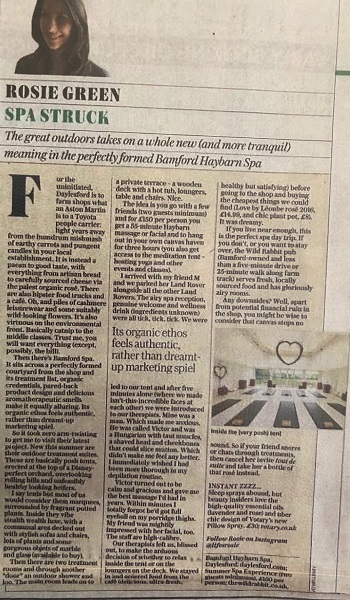 ROSIE GREEN
SPA STRUCK
The great outdoors takes on a whole new (and more tranquil)
meaning in the perfectly formed Bamford Haybarn Spa
For the
uninitiated,
Daylesford is to
farm shops what
an Aston Martin
is to a Toyota
people carrier:
light years away
from the humdrum mishmash
of earthy carrots and pungent
candles in your local
establishment. It is instead a
paean to good taste, with
everything from artisan bread
to carefully sourced cheese via
the palest organic rosé. There
are also hipster food trucks and
a café. Oh, and piles of cashmere
knitwear and some suitably
wild-looking flowers. It's also
virtuous on the environmental
front. Basically catnip to the
middle classes. Trust me, you
will want everything (except,
possibly, the bill).
Then there's Bamford Spa.
It sits across a perfectly formed
courtyard from the shop and
its treatment list, organic
credentials, pared-back
product design and delicious
aromatherapeutic smells
make it equally alluring. Its
organic ethos feels authentic,
rather than dreamt-up
marketing spiel.
So it took zero arm-twisting
to get me to visit their latest
project. New this summer are
their outdoor treatment suites.
These are basically posh tents,
erected at the top of a Disney-
perfect orchard, overlooking
rolling hills and
healthy looking heifers.
I say tents but most of us
would consider them marquees,
surrounded by fragrant potted
plants. Inside they vibe
stealth wealth luxe, with a
communal area decked out
with stylish sofas and chairs,
lots of plants and some
gorgeous objets of marble
and glass (available to buy).
Then there are two treatment
rooms and through another
"door" an outdoor shower and
loo. The main room leads on to
a private terrace – a wooden
deck with a hot tub, loungers,
table and chairs. Nice.
The idea is you go with a few
friends (two guests minimum)
and for £150 per person you
get a 55-minute Haybarn
massage or facial and to hang
out in your own canvas haven
for three hours (you also get
access to the meditation tent –
hosting yoga and other
events and classes).
I arrived with my friend M
and we parked her Land Rover
alongside all the other Land
Rovers. The airy spa reception,
genuine welcome and wellness
drink (ingredients unknown)
were all tick, tick, tick. We were
Its organic ethos
feels authentic,
rather than dreamt-
up marketing spiel
led to our tent and after five
minutes alone (where we made
isn't-this-incredible faces at
each other) we were introduced
to our therapists. Mine was a
man. Which made me anxious.
He was called Victor and was
a Hungarian with taut muscles,
a shaved head and cheekbones
that could slice mutton. Which
didn't make me feel any better.
I immediately wished I had
been more thorough in my
depilation routine.
Victor turned out to be
calm and gracious and gave me
the best massage I'd had in
years. Within minutes I
totally forgot he'd got full
eyeball on my porridge thighs.
My friend was mightily
impressed with her facial, too.
The staff are high-calibre.
Our therapists left us, blissed
out, to make the arduous
decision of whether to relax
inside the tent or on the
loungers on the deck. We stayed
in and ordered food from the
café (delicious, ultra-fresh,
healthy but satisfying) before
going to the shop and buying
the cheapest things we could
find (Love by Léoube rosé 2016,
£14.99, and chic plant pot, £8).
It was dreamy.
If you live near enough, this
is the perfect spa day trip. If
you don't, or you want to stay
over, the Wild Rabbit inn
(Bamford-owned and less
than a five-minute drive or
35-minute walk along farm
track) serves fresh, locally
sourced food and has gloriously
airy rooms.
Any downsides? Well, apart
from potential financial ruin in
the shop, you might be wise to
consider that canvas stops no
Inside the (very posh) tent
sound. So if your friend snores
or chats through treatments,
then cancel her invite tout de
suite and take her a bottle of
that rosé instead.
INSTANT ZZZZ...
Sleep sprays abound, but
beauty insiders love the
high-quality essential oils
(lavender and rose) and uber
chic design of Votary's new
Pillow Spray. £50; votary.co.uk
Follow Rosie on Instagram
@lifesrosie
Bamford Haybarn Spa,
Daylesford: daylesford.com;
Summer Spa Experience (two
guests minimum), £150 per
person; thewildrabbit.co.uk